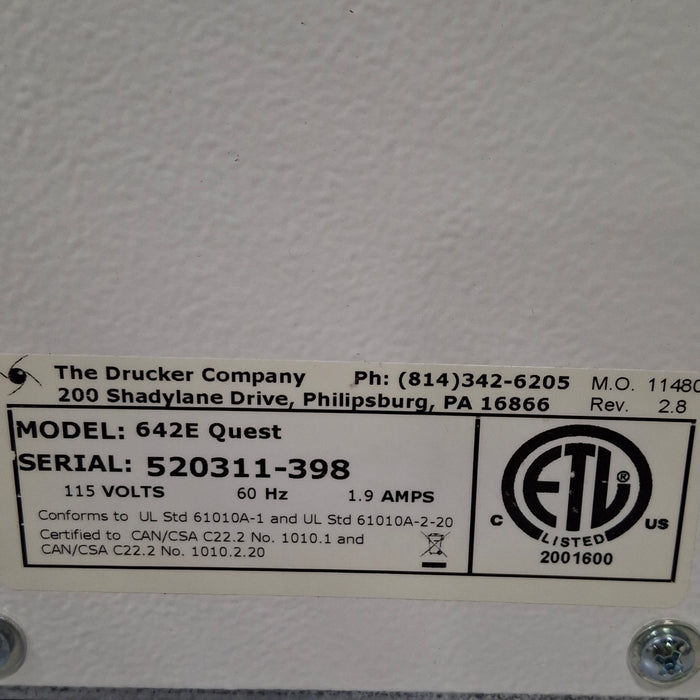 The Drucker Company Ph: (814)342-6205 M.O. 11480
200 Shadylane Drive, Philipsburg, PA 16866 Rev. 2.8
MODEL: 642E Quest
SERIAL: 520311-398
115 VOLTS 60 Hz 1.9 AMPS
Conforms to UL Std 61010A-1 and UL Std 61010A-2-20
Certified to CAN/CSA C22.2 No. 1010.1 and
CAN/CSA C22.2 No. 1010.2.20
ETL ®
C US
LISTED
2001600